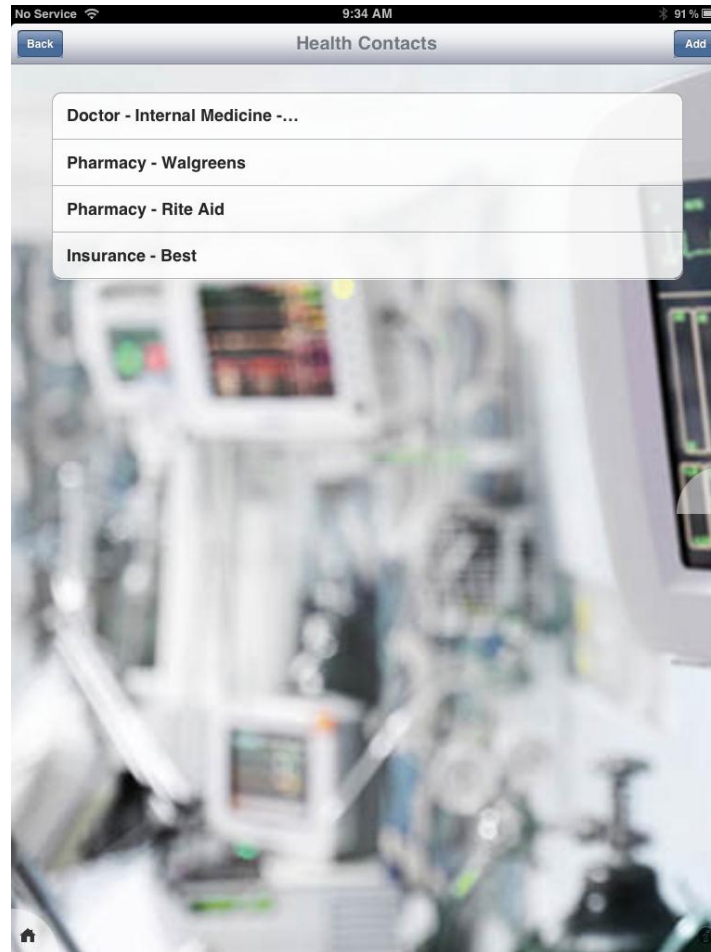 No Service 9:34 AM 91%
Back Health Contacts Add
Doctor - Internal Medicine -...
Pharmacy - Walgreens
Pharmacy - Rite Aid
Insurance - Best